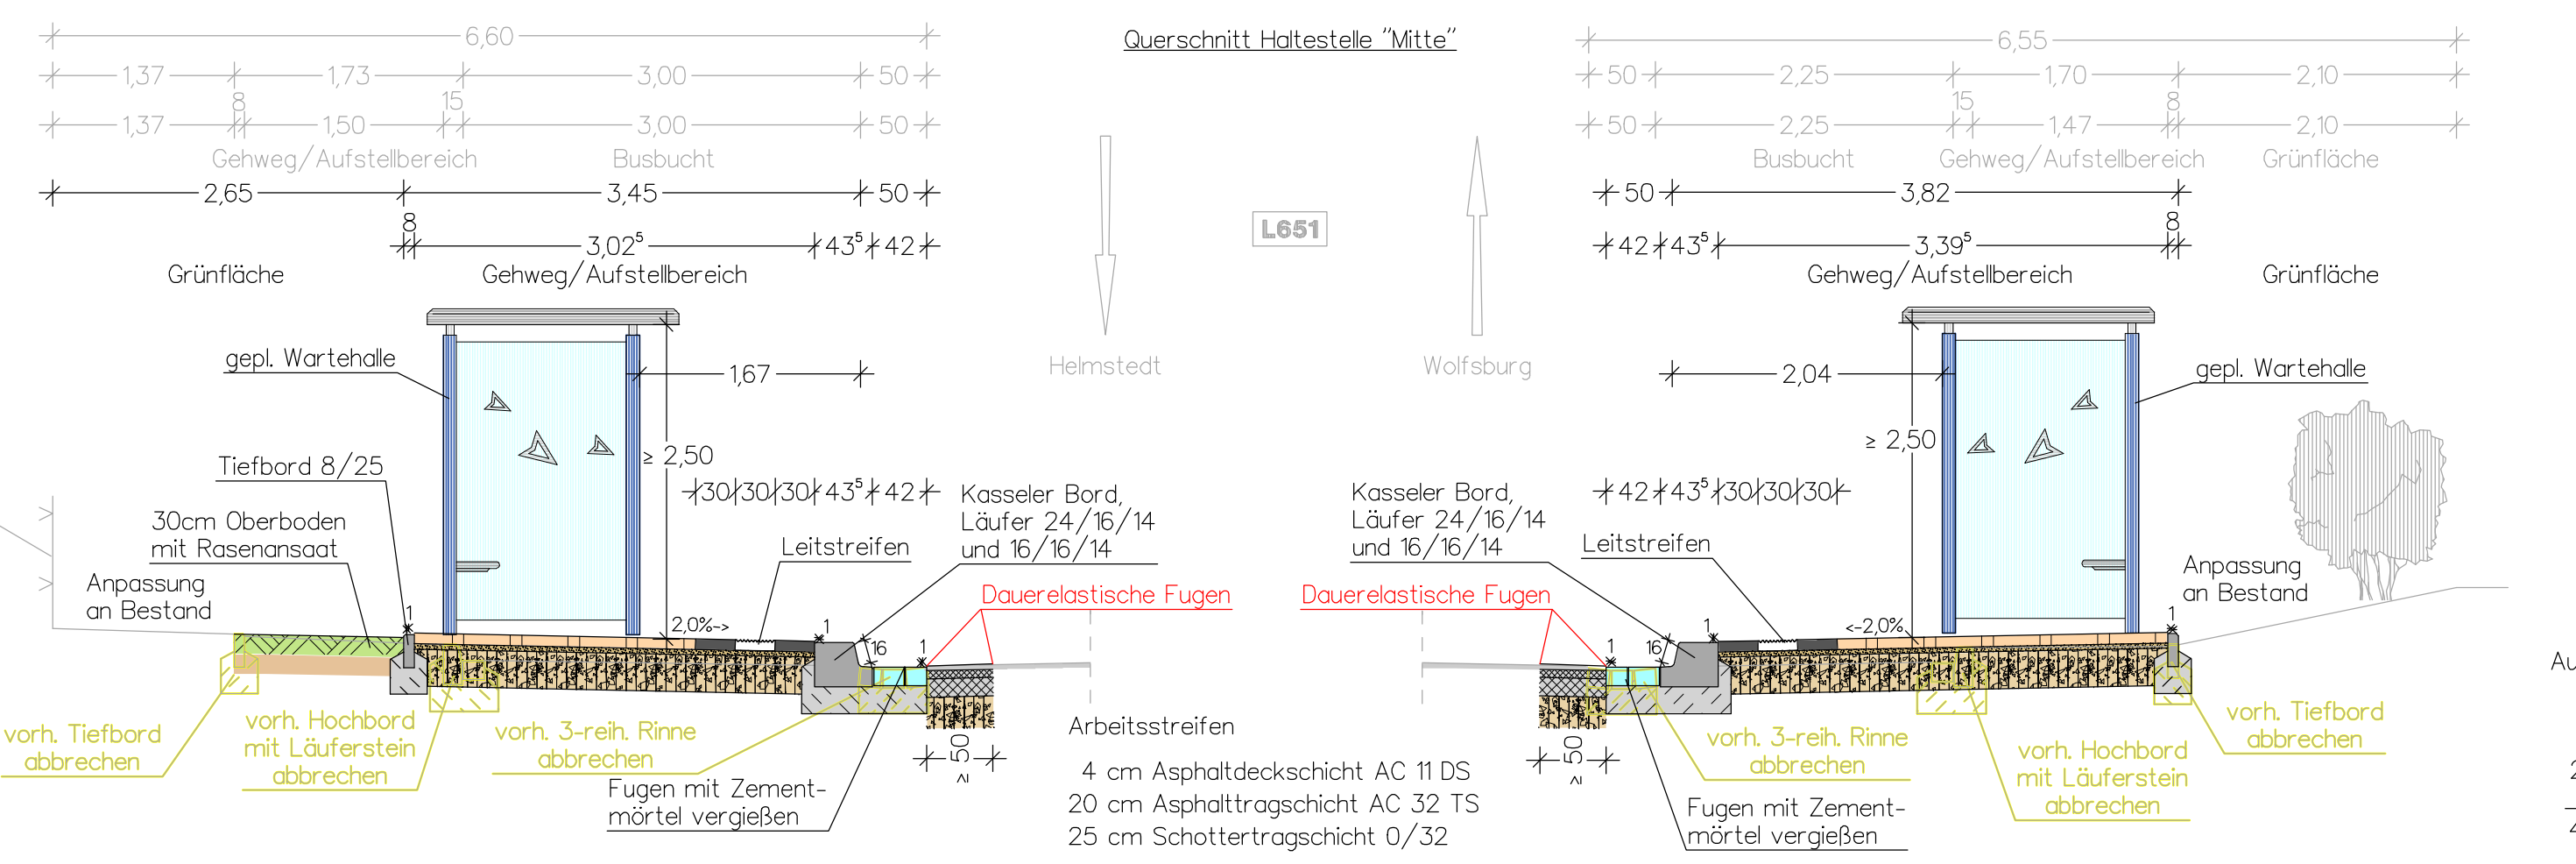 Querschnitt Haltestelle "Mitte"
6,60
6,55
1,37 1,73 3,00 50
50 2,25 1,70 2,10
8 15
15 8
1,37 1,50 3,00 50
50 2,25 1,47 2,10
Gehweg/Aufstellbereich Busbucht
Busbucht Gehweg/Aufstellbereich Grünfläche
2,65 3,45 50
50 3,82
8
8
3,02⁵ 43⁵ 42
42 43⁵ 3,39⁵
L651
Grünfläche Gehweg/Aufstellbereich
Gehweg/Aufstellbereich Grünfläche
Helmstedt
Wolfsburg
gepl. Wartehalle
1,67
2,04
gepl. Wartehalle
≥ 2,50
≥ 2,50
Tiefbord 8/25
30 30 30 43⁵ 42
42 43⁵ 30 30 30
Kasseler Bord,
Läufer 24/16/14
und 16/16/14
Kasseler Bord,
Läufer 24/16/14
und 16/16/14
30cm Oberboden
mit Rasenansaat
Leitstreifen
Leitstreifen
Anpassung
an Bestand
Anpassung
an Bestand
Dauerelastische Fugen
Dauerelastische Fugen
1 2,0%-> 1 16 1
1 16 1 <-2,0% 1
vorh. Tiefbord
abbrechen
vorh. Hochbord
mit Läuferstein
abbrechen
vorh. 3-reih. Rinne
abbrechen
Fugen mit Zement-
mörtel vergießen
≥ 50
Arbeitsstreifen
4 cm Asphaltdeckschicht AC 11 DS
20 cm Asphalttragschicht AC 32 TS
25 cm Schottertragschicht 0/32
≥ 50
vorh. 3-reih. Rinne
abbrechen
Fugen mit Zement-
mörtel vergießen
vorh. Hochbord
mit Läuferstein
abbrechen
vorh. Tiefbord
abbrechen
Au